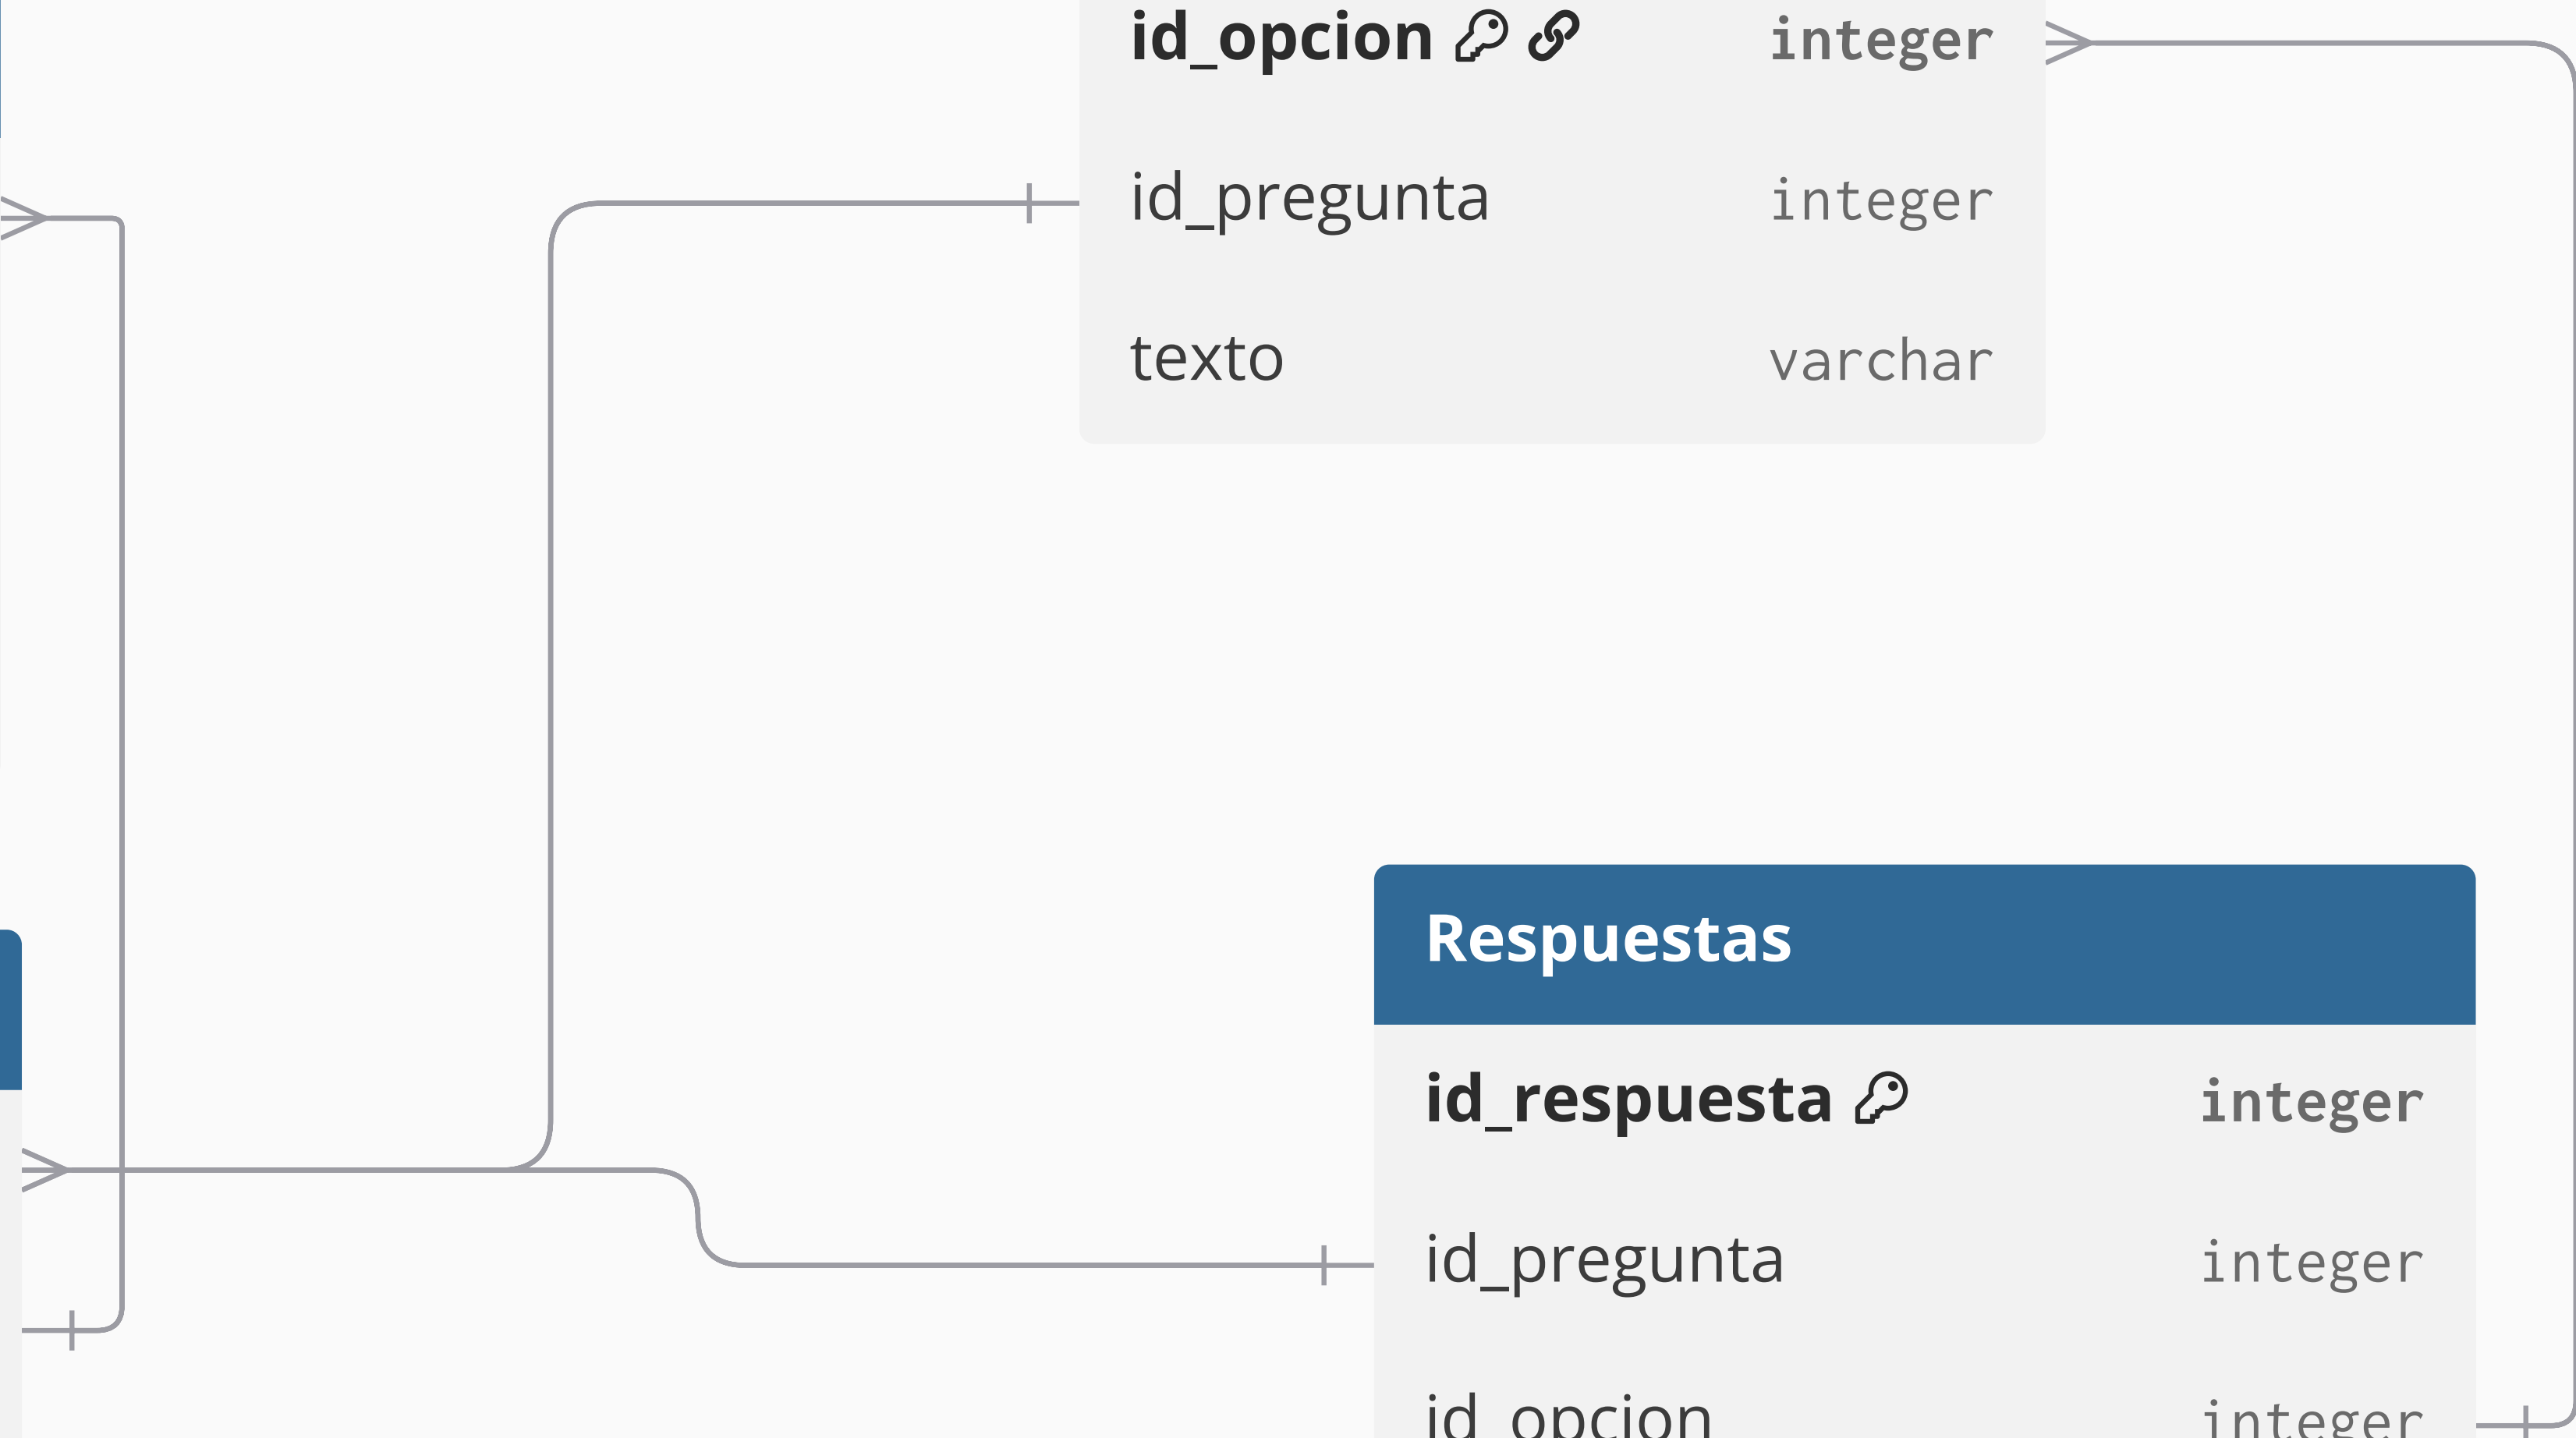 id_opcion integer
id_pregunta integer
texto varchar
Respuestas
id_respuesta integer
id_pregunta integer
id_opcion integer